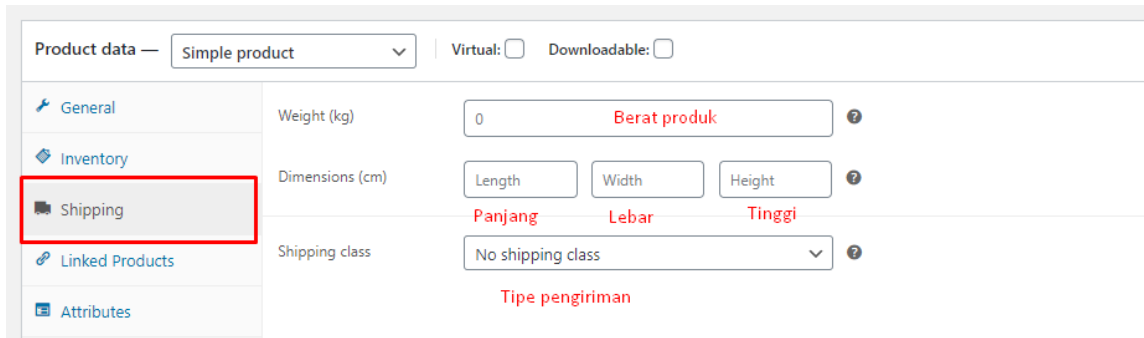 Product data — Simple product Virtual: Downloadable:
General
Weight (kg) 0 Berat produk
Inventory
Dimensions (cm) Length Width Height
Shipping
Panjang Lebar Tinggi
Shipping class No shipping class
Linked Products
Tipe pengiriman
Attributes